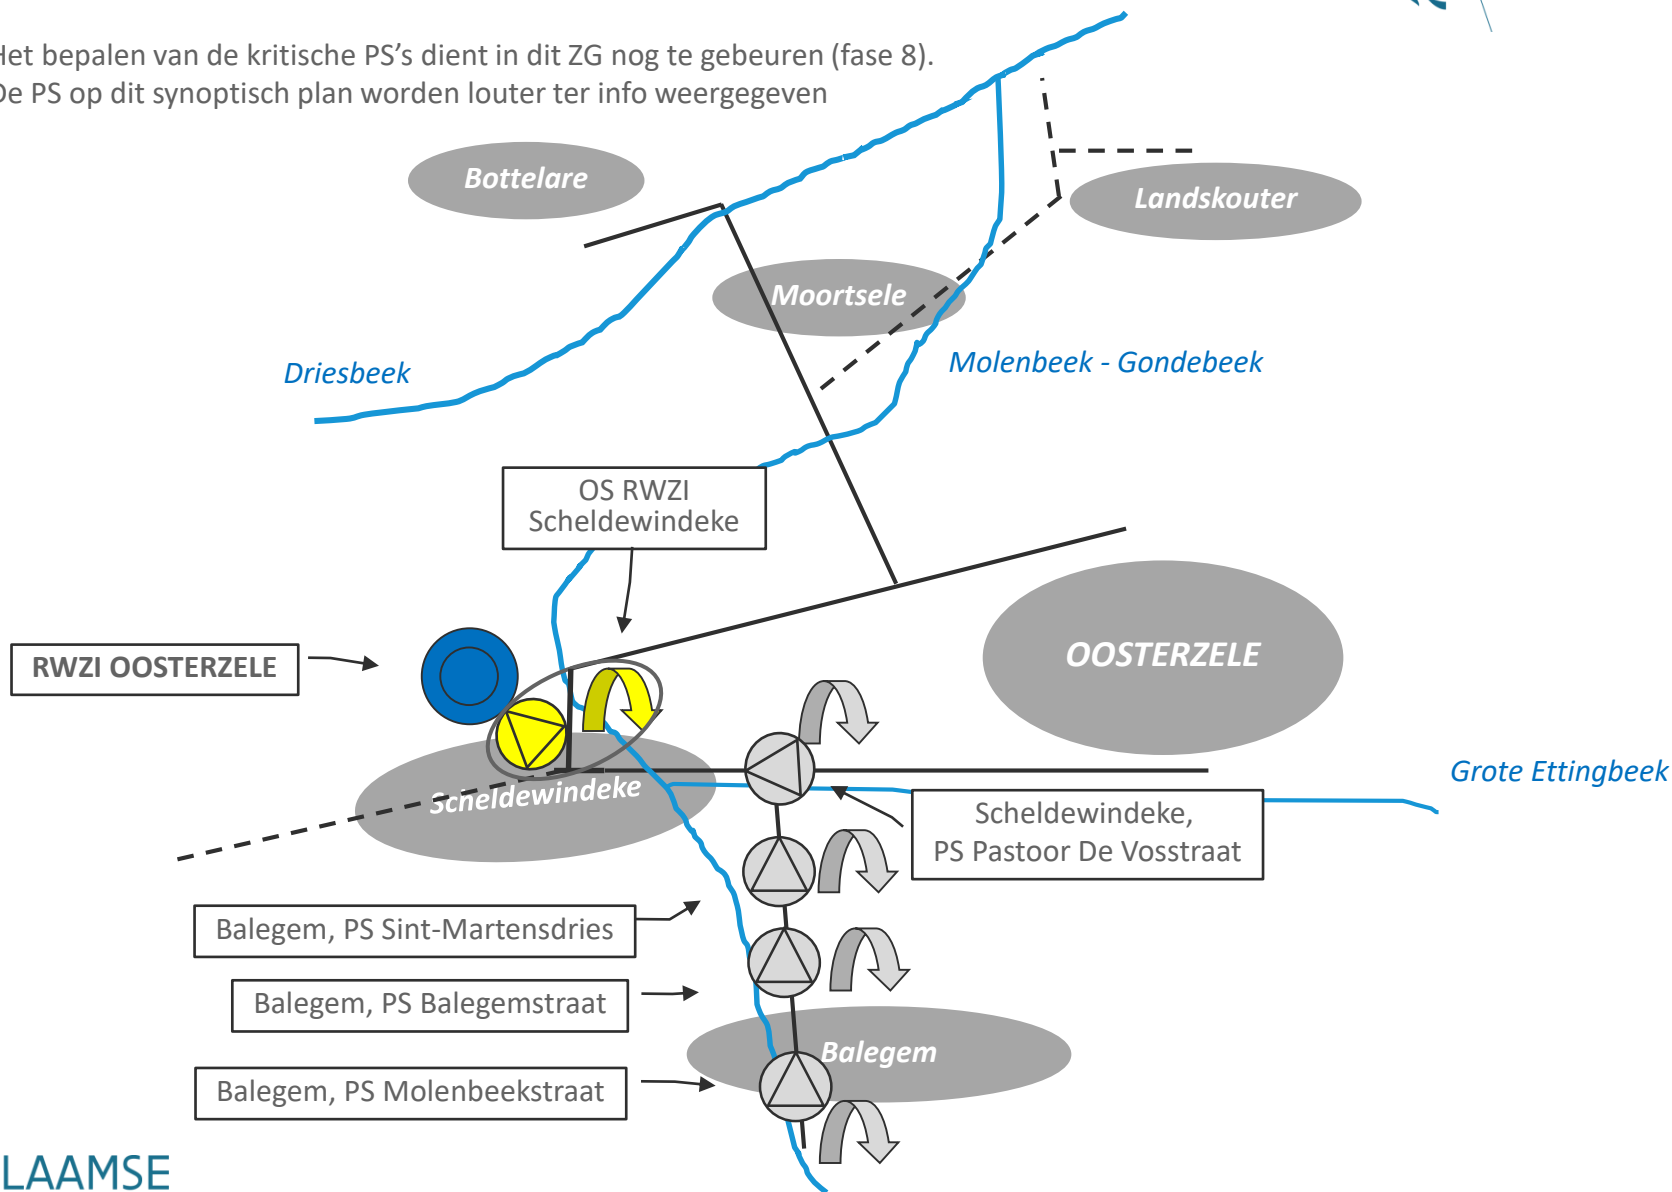 Het bepalen van de kritische PS's dient in dit ZG nog te gebeuren (fase 8).
De PS op dit synoptisch plan worden louter ter info weergegeven
Bottelare
Landskouter
Moortsele
Driesbeek
Molenbeek - Gondebeek
OS RWZI
Scheldewindeke
RWZI OOSTERZELE
OOSTERZELE
Scheldewindeke
Grote Ettingbeek
Scheldewindeke,
PS Pastoor De Vosstraat
Balegem, PS Sint-Martensdries
Balegem, PS Balegemstraat
Balegem
Balegem, PS Molenbeekstraat
LAAMSE